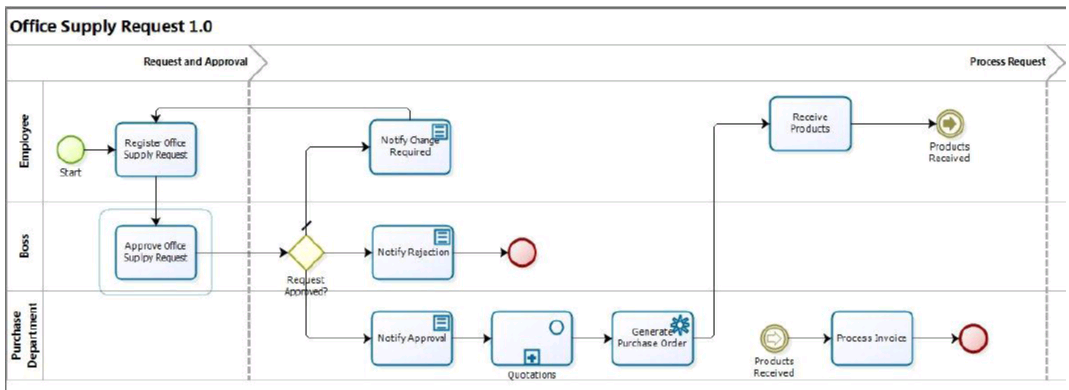 Office Supply Request 1.0
Request and Approval
Process Request
Employee
Start
Register Office
Supply Request
Notify Change
Required
Receive
Products
Products
Received
Boss
Approve Office
Suplpy Request
Request
Approved?
Notify Rejection
Purchase
Department
Notify Approval
Quotations
Generate
Purchase Order
Products
Received
Process Invoice